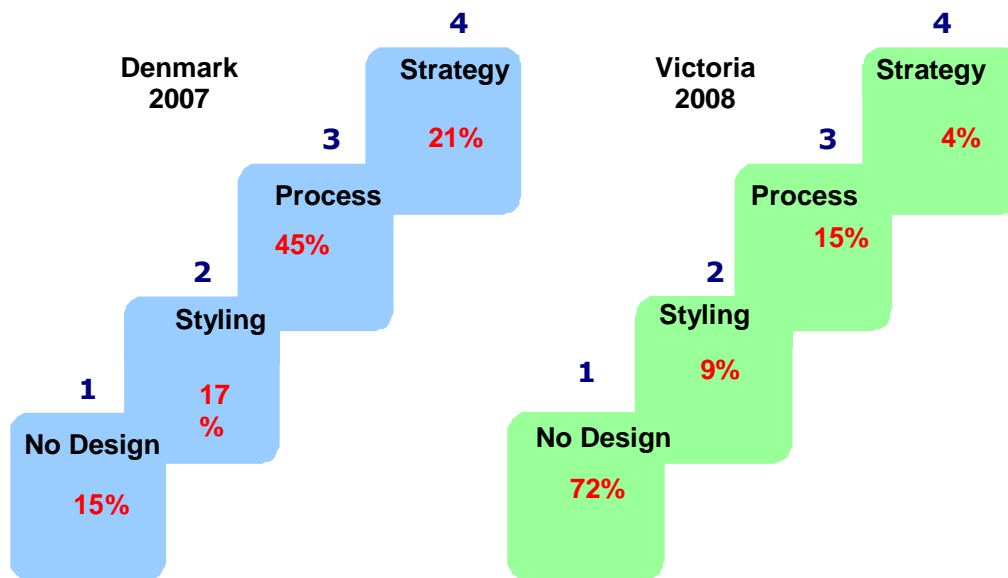 4
Strategy
21%
Denmark
2007
3
Process
45%
2
Styling
17
%
1
No Design
15%
4
Strategy
4%
Victoria
2008
3
Process
15%
2
Styling
9%
1
No Design
72%